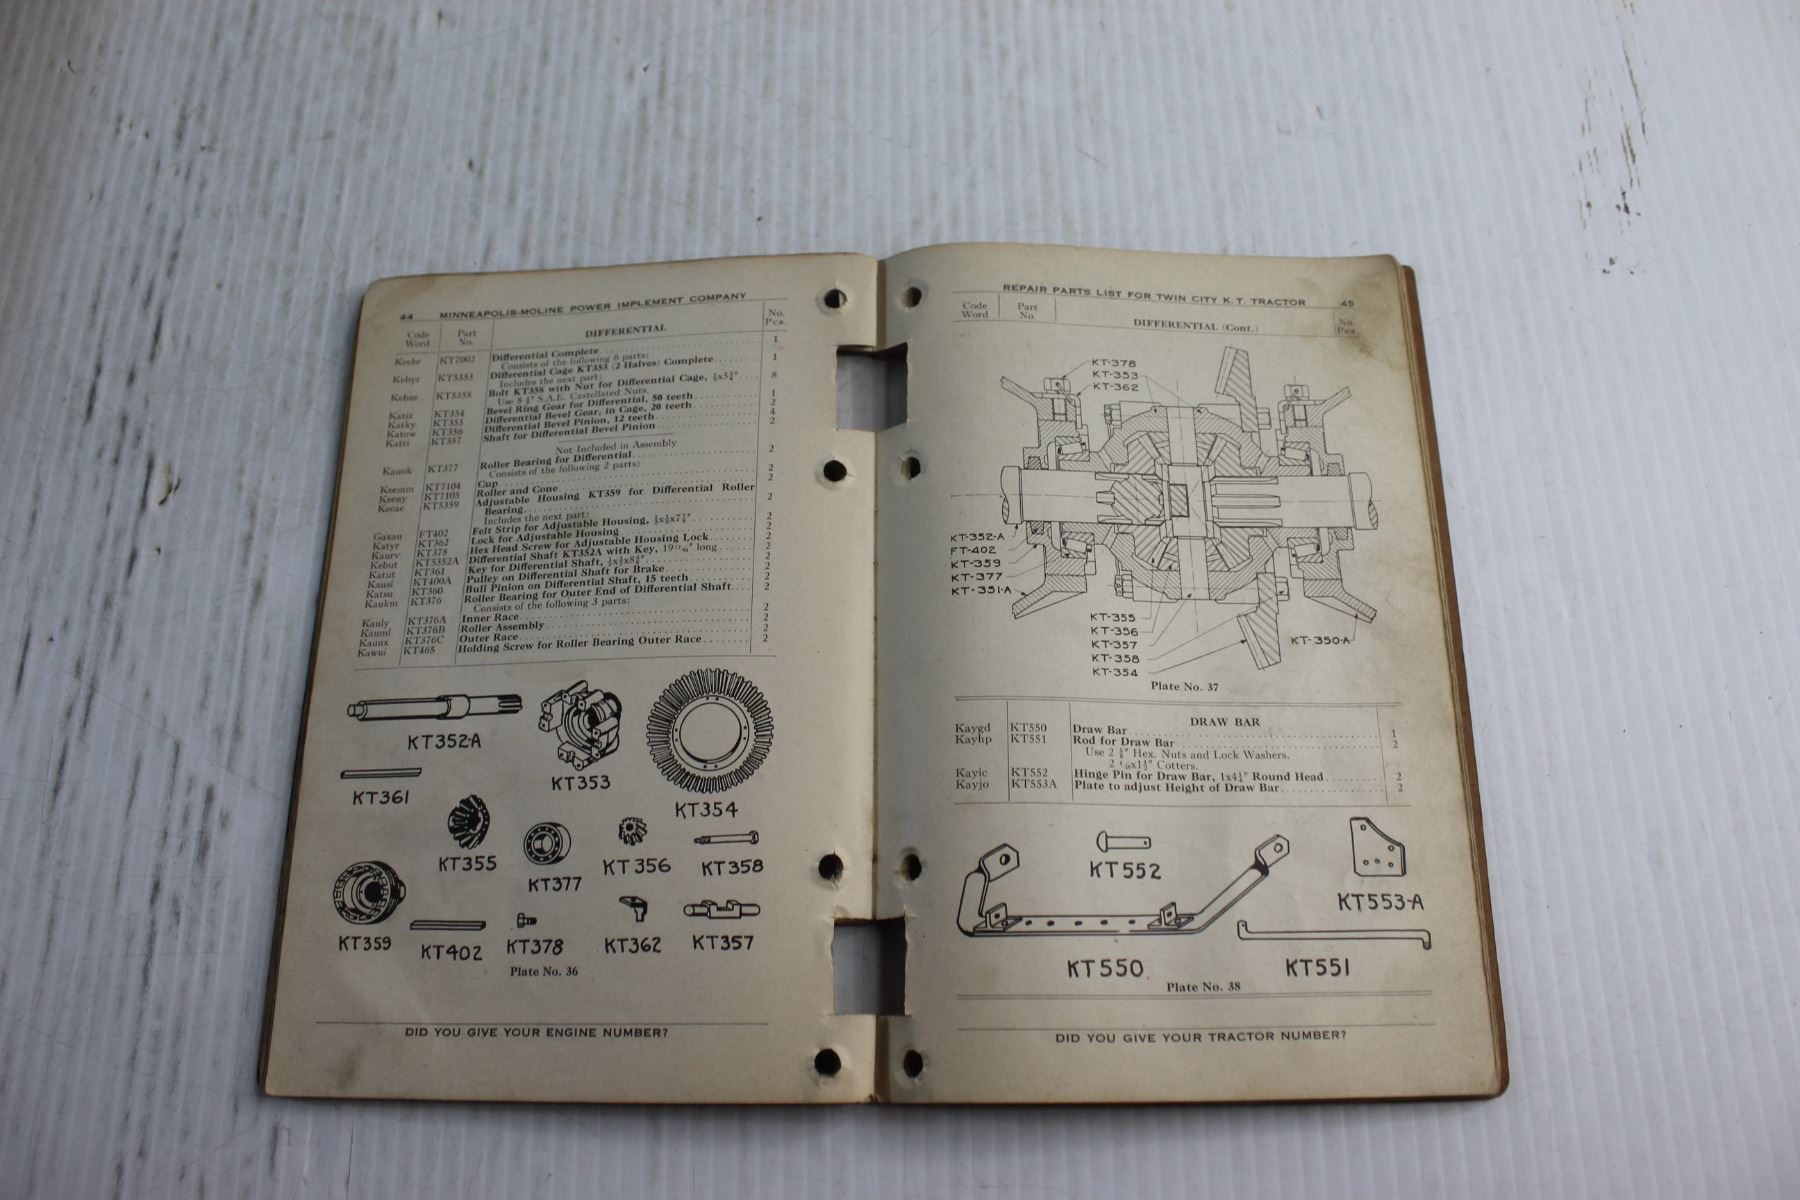 44 MINNEAPOLIS-MOLINE POWER IMPLEMENT COMPANY
Code Word Part No. DIFFERENTIAL No. Pcs.
Keebr KT7002 Differential Complete 1
Consists of the following 6 parts:
Kebyr KT5353 Differential Cage KT353 (2 Halves) Complete 1
Includes the next part:
Kebze KT5358 Bolt KT358 with Nut for Differential Cage, 8
S.A.E. Castellated Nuts.
Katiz KT354 Bevel Ring Gear for Differential, 50 teeth 1
Katky KT355 Differential Bevel Gear, in Cage, 20 teeth 2
Katow KT356 Differential Bevel Pinion, 12 teeth 4
Katri KT357 Shaft for Differential Bevel Pinion 2
Not Included in Assembly
Kauok KT377 Roller Bearing for Differential 2
Consists of the following 2 parts:
Keemm KT7104 Cup 2
Keeny KT7105 Roller and Cone 2
Kecae KT5359 Adjustable Housing KT359 for Differential Roller
Bearing 2
Includes the next part:
Gaxau FT402 Felt Strip for Adjustable Housing, 2
Katyr KT362 Lock for Adjustable Housing 2
Kaurv KT378 Hex Head Screw for Adjustable Housing Lock 2
Kebut KT5352A Differential Shaft KT352A with Key, long 2
Katut KT361 Key for Differential Shaft, 2
Kausi KT400A Pulley on Differential Shaft for Brake 2
Katsu KT360 Bull Pinion on Differential Shaft, 15 teeth 2
Kaukm KT376 Roller Bearing for Outer End of Differential Shaft 2
Consists of the following 3 parts:
Kauly KT376A Inner Race 2
Kauml KT376B Roller Assembly 2
Kaunx KT376C Outer Race 2
Kawui KT465 Holding Screw for Roller Bearing Outer Race 2
KT352-A
KT353
KT354
KT361
KT355
KT377
KT356
KT358
KT359
KT402
KT378
KT362
KT357
Plate No. 36
DID YOU GIVE YOUR ENGINE NUMBER?
REPAIR PARTS LIST FOR TWIN CITY K. T. TRACTOR 45
Code Word Part No. DIFFERENTIAL (Cont.) No. Pcs.
KT-378
KT-353
KT-362
KT-352-A
FT-402
KT-359
KT-377
KT-351-A
KT-355
KT-356
KT-357
KT-358
KT-354
KT-350-A
Plate No. 37
DRAW BAR
Kaygd KT550 Draw Bar 1
Kayhp KT551 Rod for Draw Bar 2
Hex. Nuts and Lock Washers.
Cotters.
Kayic KT552 Hinge Pin for Draw Bar, Round Head 2
Kayjo KT553A Plate to adjust Height of Draw Bar 2
KT552
KT553-A
KT550
KT551
Plate No. 38
DID YOU GIVE YOUR TRACTOR NUMBER?